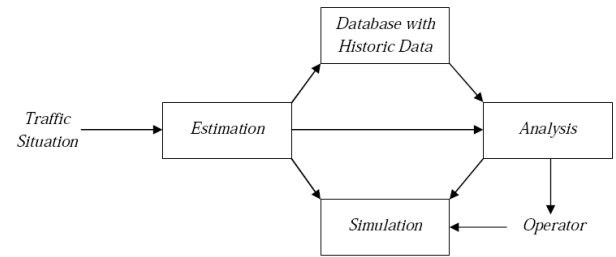 Database with
Historic Data
Traffic
Situation
Estimation
Analysis
Simulation
Operator